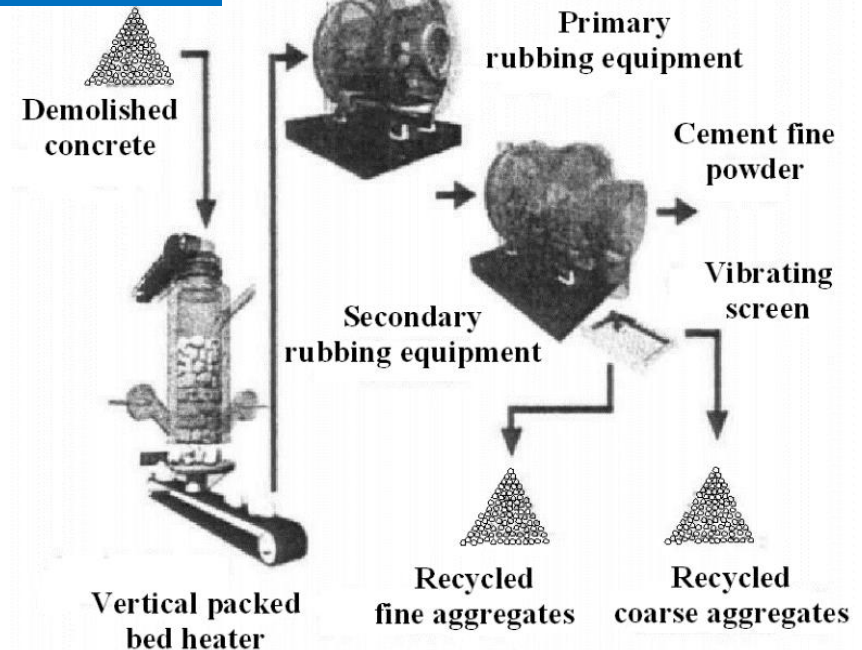 Primary
rubbing equipment
Demolished
concrete
Cement fine
powder
Vibrating
screen
Secondary
rubbing equipment
Vertical packed
bed heater
Recycled
fine aggregates
Recycled
coarse aggregates